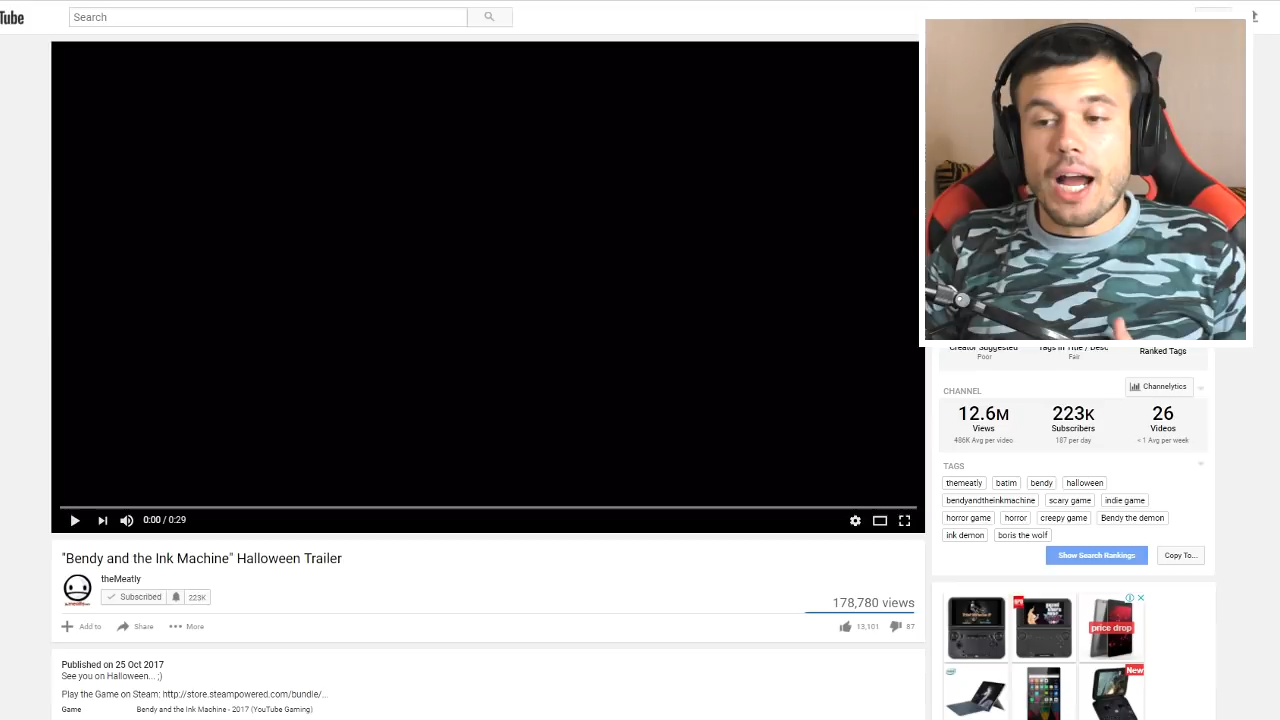 Tube
Search
0:00 / 0:29
"Bendy and the Ink Machine" Halloween Trailer
theMeatly
Subscribed 223K
178,780 views
Add to Share More
13,101 87
Published on 25 Oct 2017
See you on Halloween... ;)
Play the Game on Steam: http://store.steampowered.com/bundle/...
Game Bendy and the Ink Machine - 2017 (YouTube Gaming)
Creator Suggested Tags in Title / Desc Ranked Tags
Poor Fair
CHANNEL Channelytics
12.6M 223K 26
Views Subscribers Videos
486K Avg per video 187 per day < 1 Avg per week
TAGS
themeatly batim bendy halloween
bendyandtheinkmachine scary game indie game
horror game horror creepy game Bendy the demon
ink demon boris the wolf
Show Search Rankings Copy To...
price drop
New